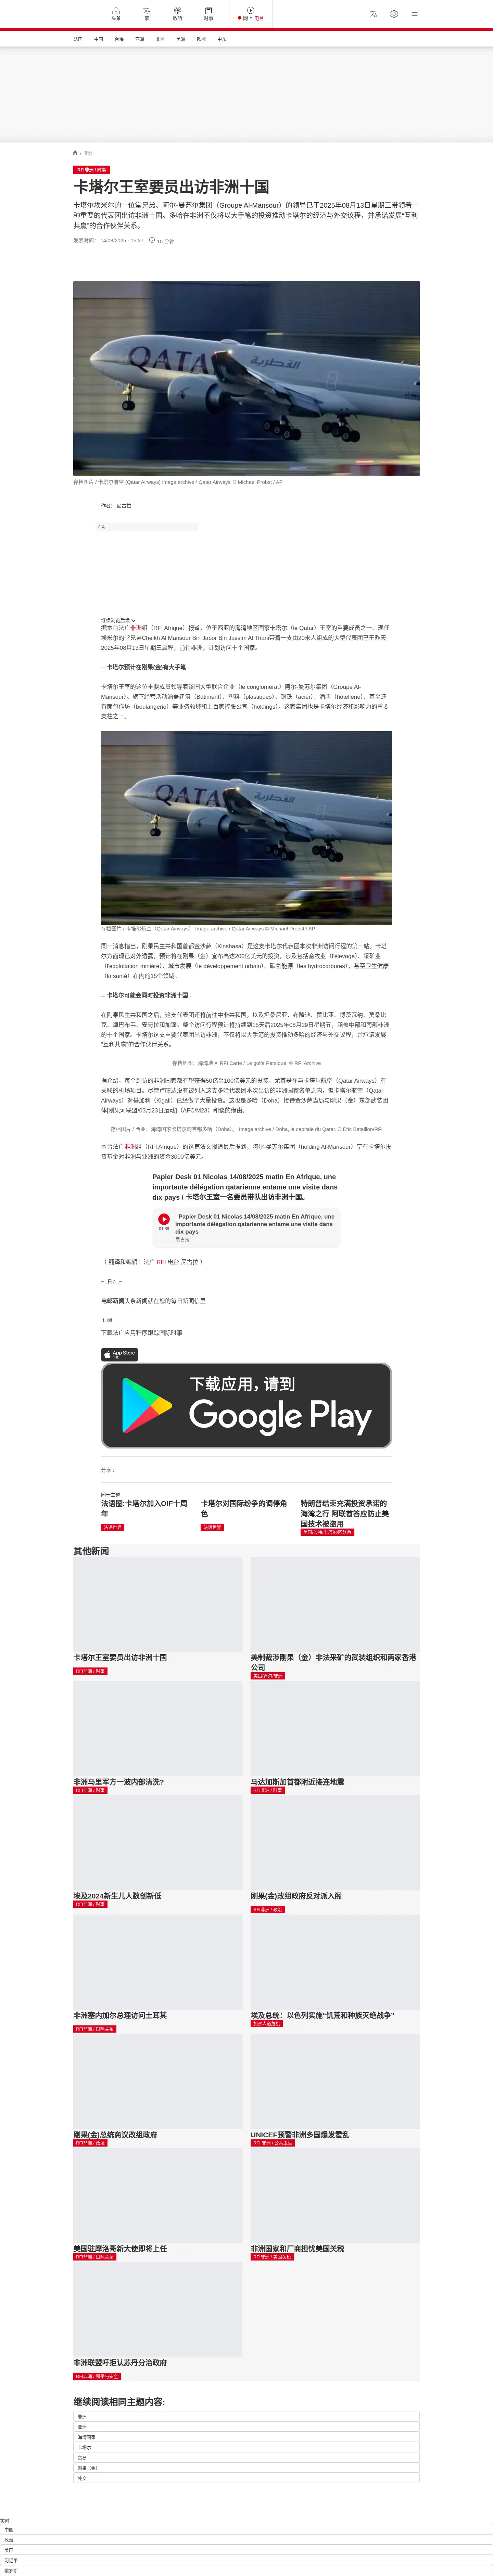 头条
繁
收听
时事
网上 电台
法国
中国
台海
亚洲
非洲
美洲
欧洲
中东
/ 非洲
RFI非洲 / 时事
卡塔尔王室要员出访非洲十国
卡塔尔埃米尔的一位堂兄弟、阿尔-曼苏尔集团（Groupe Al-Mansour）的领导已于2025年08月13日星期三带领着一
种重要的代表团出访非洲十国。多哈在非洲不仅将以大手笔的投资推动卡塔尔的经济与外交议程，并承诺发展“互利
共赢”的合作伙伴关系。
发表时间： 14/08/2025 - 15:37 10 分钟
存档图片 / 卡塔尔航空 (Qatar Airways) Image archive / Qatar Airways © Michael Probst / AP
作者： 尼古拉
广告
继续浏览后续
据本台法广非洲组（RFI Afrique）报道，位于西亚的海湾地区国家卡塔尔（le Qatar）王室的重要成员之一、现任
埃米尔的堂兄弟Cheikh Al Mansour Bin Jabor Bin Jassim Al Thani带着一支由20来人组成的大型代表团已于昨天
2025年08月13日星期三启程，前往非洲，计划访问十个国家。
-- 卡塔尔预计在刚果(金)有大手笔 -
卡塔尔王室的这位重要成员领导着该国大型联合企业（le conglomérat）阿尔-曼苏尔集团（Groupe Al-
Mansour）。旗下经营活动涵盖建筑（Bâtiment）、塑料（plastiques）、钢铁（acier）、酒店（hôtellerie）、甚至还
有面包作坊（boulangerie）等业务领域和上百家控股公司（holdings）。这家集团也是卡塔尔经济和影响力的重要
支柱之一。
存档图片 / 卡塔尔航空（Qatar Airways） Image archive / Qatar Airways © Michael Probst / AP
同一消息指出，刚果民主共和国首都金沙萨（Kinshasa）是这支卡塔尔代表团本次非洲访问行程的第一站。卡塔
尔方面现已对外透露，预计将在刚果（金）宣布高达200亿美元的投资，涉及包括畜牧业（l'élevage）、采矿业
（l'exploitation minière）、城市发展（le développement urbain）、碳氢能源（les hydrocarbures），甚至卫生健康
（la santé）在内的15个领域。
-- 卡塔尔可能会同时投资非洲十国 -
在刚果民主共和国之后，这支代表团还将前往中非共和国，以及坦桑尼亚、布隆迪、赞比亚、博茨瓦纳、莫桑比
克、津巴布韦、安哥拉和加蓬。整个访问行程预计将持续到15天后2025年08月29日星期五，涵盖中部和南部非洲
的十个国家。卡塔尔这支重要代表团出访非洲，不仅将以大手笔的投资推动多哈的经济与外交议程，并承诺发展
“互利共赢”的合作伙伴关系。
存档地图：海湾地区 RFI Carte / Le golfe Persique. © RFI Archive
据介绍，每个到访的非洲国家都有望获得50亿至100亿美元的投资，尤其是在与卡塔尔航空（Qatar Airways）有
关联的机场项目。尽管卢旺达没有被列入这支多哈代表团本次出访的非洲国家名单之内，但卡塔尔航空（Qatar
Airways）对基加利（Kigali）已经做了大量投资。这也是多哈（Doha）接待金沙萨当局与刚果（金）东部武装团
体[刚果河联盟/03月23日运动]（AFC/M23）和谈的缘由。
存档图片 / 西亚：海湾国家卡塔尔的首都多哈（Doha）。 Image archive / Doha, la capitale du Qatar. © Éric Bataillon/RFI
本台法广非洲组（RFI Afrique）的这篇法文报道最后提到，阿尔-曼苏尔集团（holding Al-Mansour）享有卡塔尔投
资基金对非洲与亚洲的资金3000亿美元。
Papier Desk 01 Nicolas 14/08/2025 matin En Afrique, une
importante délégation qatarienne entame une visite dans
dix pays / 卡塔尔王室一名要员带队出访非洲十国。
_Papier Desk 01 Nicolas 14/08/2025 matin En Afrique, une
importante délégation qatarienne entame une visite dans
dix pays
尼古拉
01:38
（ 翻译和编辑：法广 RFI 电台 尼古拉 ）
~. Fin .~
电邮新闻头条新闻就在您的每日新闻信里
订阅
下载法广应用程序跟踪国际时事
App Store
下载应用，请到
Google Play
分享 :
同一主题
法语圈:卡塔尔加入OIF十周
年
法语世界
卡塔尔对国际纷争的调停角
色
法语世界
特朗普结束充满投资承诺的
海湾之行 阿联酋答应防止美
国技术被盗用
美国/沙特/卡塔尔/阿联酋
其他新闻
卡塔尔王室要员出访非洲十国
RFI非洲 / 时事
美制裁涉刚果（金）非法采矿的武装组织和两家香港
公司
美国/香港/非洲
非洲马里军方一波内部清洗?
RFI非洲 / 时事
马达加斯加首都附近接连地震
RFI非洲 / 时事
埃及2024新生儿人数创新低
RFI非洲 / 时事
刚果(金)改组政府反对派入阁
RFI非洲 / 政治
非洲塞内加尔总理访问土耳其
RFI非洲 / 国际关系
埃及总统：以色列实施“饥荒和种族灭绝战争”
加沙人道危机
刚果(金)总统商议改组政府
RFI非洲 / 政坛
UNICEF预警非洲多国爆发霍乱
RFI 非洲 / 公共卫生
美国驻摩洛哥新大使即将上任
RFI非洲 / 国际关系
非洲国家和厂商担忧美国关税
RFI非洲 / 美国关税
非洲联盟吁拒认苏丹分治政府
RFI非洲 / 和平与安全
继续阅读相同主题内容:
非洲
亚洲
海湾国家
卡塔尔
贸易
刚果（金）
外交
实时
中国
政治
美国
习近平
俄罗斯